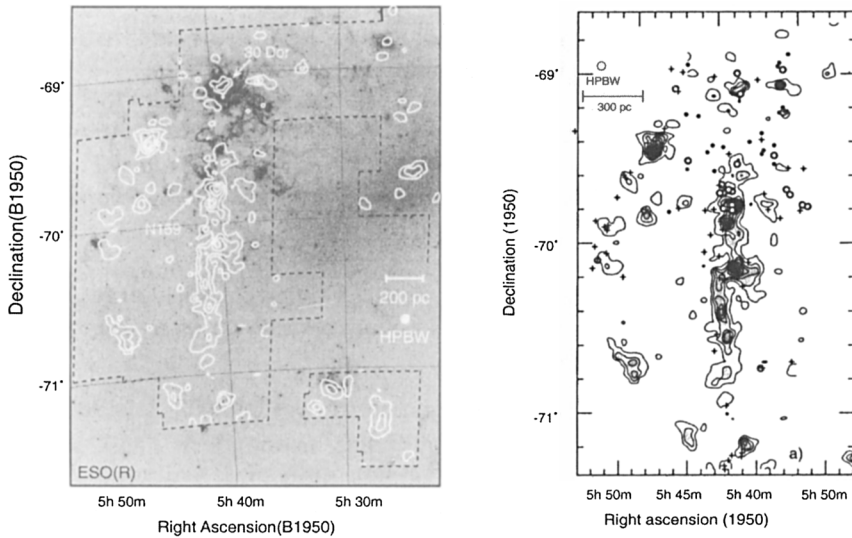 30 Dor
-69°
N159
-70°
200 pc
HPBW
-71°
ESO(R)
5h 50m
5h 40m
5h 30m
Right Ascension(B1950)
Declination(B1950)
-69°
HPBW
300 pc
-70°
-71°
a)
5h 50m
5h 45m
5h 40m
5h 50m
Right ascension (1950)
Declination (1950)